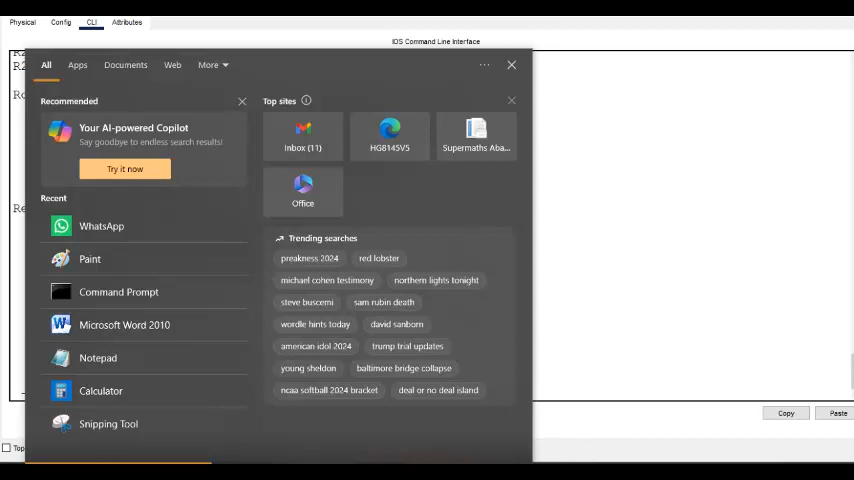 Physical Config CLI Attributes
IOS Command Line Interface
All Apps Documents Web More
Recommended
Your AI-powered Copilot
Say goodbye to endless search results!
Try it now
Recent
WhatsApp
Paint
Command Prompt
Microsoft Word 2010
Notepad
Calculator
Snipping Tool
Top sites
Inbox (11)
HG8145V5
Supermaths Aba...
Office
Trending searches
preakness 2024 red lobster
michael cohen testimony northern lights tonight
steve buscemi sam rubin death
wordle hints today david sanborn
american idol 2024 trump trial updates
young sheldon baltimore bridge collapse
ncaa softball 2024 bracket deal or no deal island
Copy Paste
Top